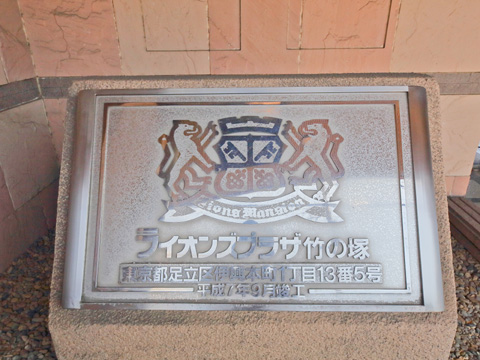 Lions Mansion
ライオンズプラザ竹の塚
東京都足立区伊興本町1丁目13番5号
平成7年9月竣工